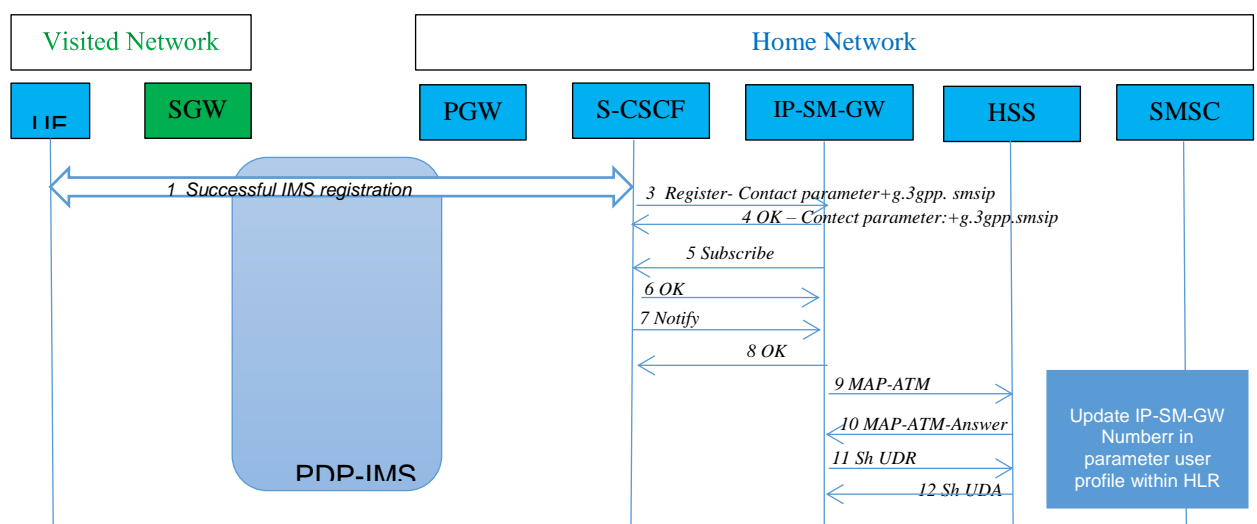 Visited Network
Home Network
UE
SGW
PGW
S-CSCF
IP-SM-GW
HSS
SMSC
1 Successful IMS registration
3 Register- Contact parameter+g.3gpp. smsip
4 OK – Contect parameter:+g.3gpp.smsip
5 Subscribe
6 OK
7 Notify
8 OK
9 MAP-ATM
10 MAP-ATM-Answer
11 Sh UDR
12 Sh UDA
Update IP-SM-GW
Numberr in
parameter user
profile within HLR
PDP-IMS